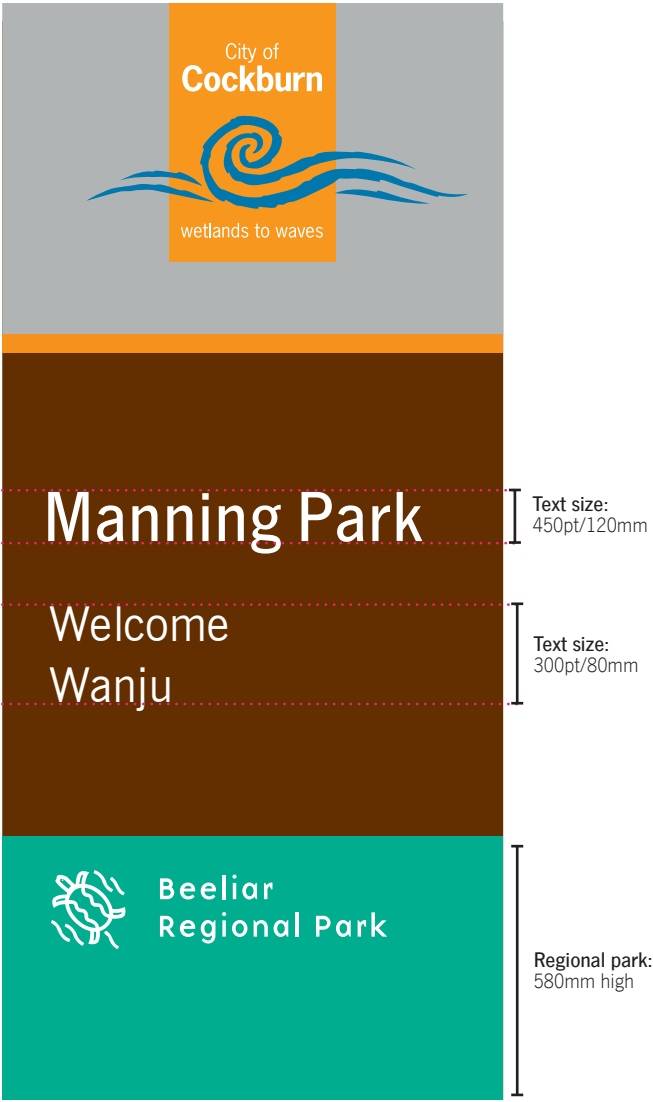 City of
Cockburn
wetlands to waves
Manning Park
Text size:
450pt/120mm
Welcome
Wanju
Text size:
300pt/80mm
Beeliar
Regional Park
Regional park:
580mm high